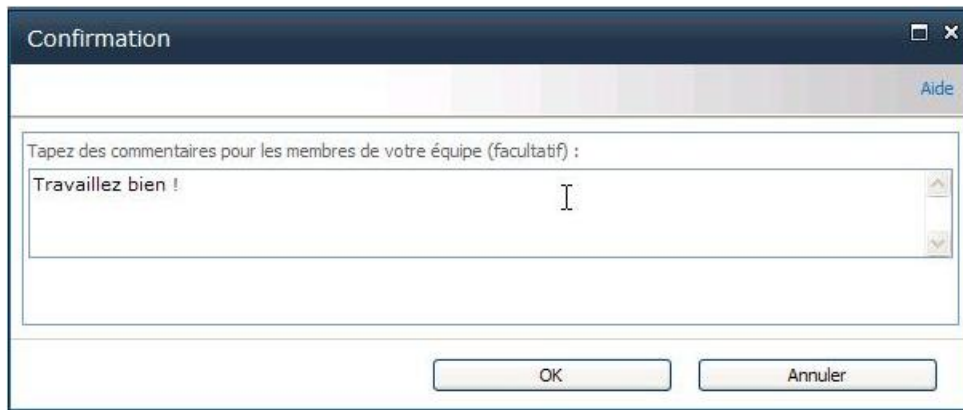 Confirmation
Aide
Tapez des commentaires pour les membres de votre équipe (facultatif) :
Travaillez bien !
OK
Annuler